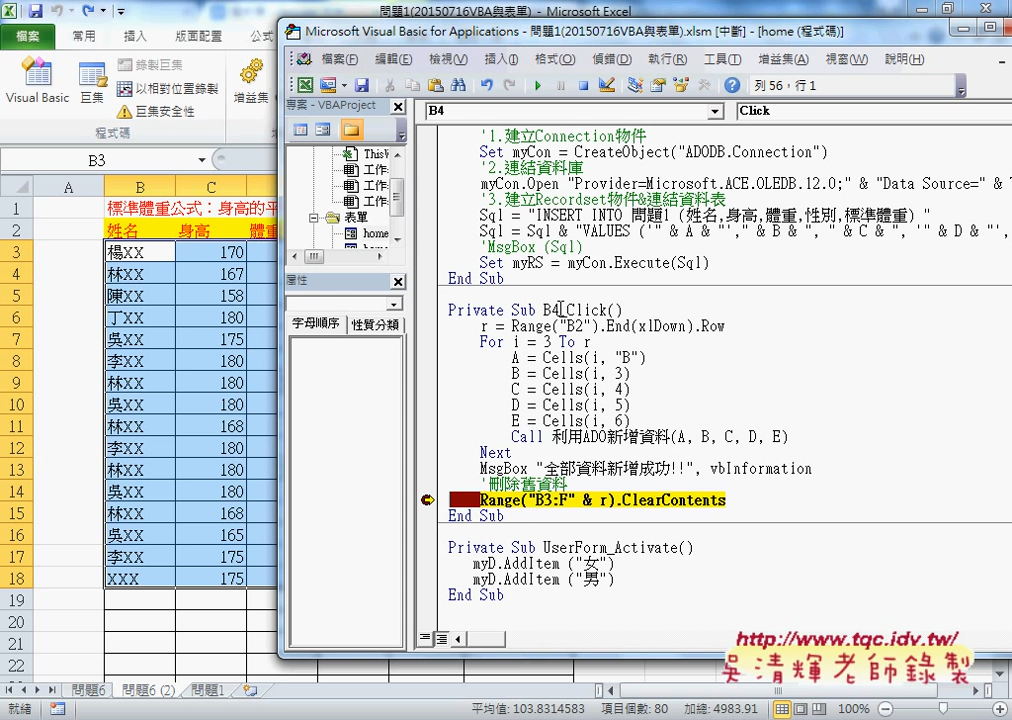 問題1(20150716VBA與表單) - Microsoft Excel
檔案 常用 插入 版面配置 公式
Visual Basic 巨集 錄製巨集 以相對位置錄製 巨集安全性 增益集
程式碼
B3
A B C
1 標準體重公式：身高的平
2 姓名 身高 體重
3 楊XX 170
4 林XX 167
5 陳XX 158
6 丁XX 180
7 吳XX 175
8 李XX 180
9 林XX 180
10 吳XX 180
11 林XX 168
12 李XX 180
13 林XX 180
14 吳XX 180
15 林XX 168
16 吳XX 165
17 李XX 175
18 XXX 175
19
20
21
22
問題6 問題6 (2) 問題1
就緒 平均值: 103.8314583 項目個數: 80 加總: 4983.91 100%
Microsoft Visual Basic for Applications - 問題1(20150716VBA與表單).xlsm [中斷] - [home (程式碼)]
檔案(F) 編輯(E) 檢視(V) 插入(I) 格式(O) 偵錯(D) 執行(R) 工具(T) 增益集(A) 視窗(W) 說明(H)
列 56，行 1
專案 - VBAProject
ThisW
工作
工作
工作
表單
home
屬性
字母順序 性質分類
B4 Click
'1.建立Connection物件
Set myCon = CreateObject("ADODB.Connection")
'2.連結資料庫
myCon.Open "Provider=Microsoft.ACE.OLEDB.12.0;" & "Data Source=" &
'3.建立Recordset物件&連結資料表
Sql = "INSERT INTO 問題1 (姓名,身高,體重,性別,標準體重) "
Sql = Sql & "VALUES ('" & A & "'," & B & ", " & C & ", '" & D & "',
'MsgBox (Sql)
Set myRS = myCon.Execute(Sql)
End Sub
Private Sub B4_Click()
r = Range("B2").End(xlDown).Row
For i = 3 To r
A = Cells(i, "B")
B = Cells(i, 3)
C = Cells(i, 4)
D = Cells(i, 5)
E = Cells(i, 6)
Call 利用ADO新增資料(A, B, C, D, E)
Next
MsgBox "全部資料新增成功!!", vbInformation
'刪除舊資料
Range("B3:F" & r).ClearContents
End Sub
Private Sub UserForm_Activate()
myD.AddItem ("女")
myD.AddItem ("男")
End Sub
http://www.tqc.idv.tw/
吳清輝老師錄製